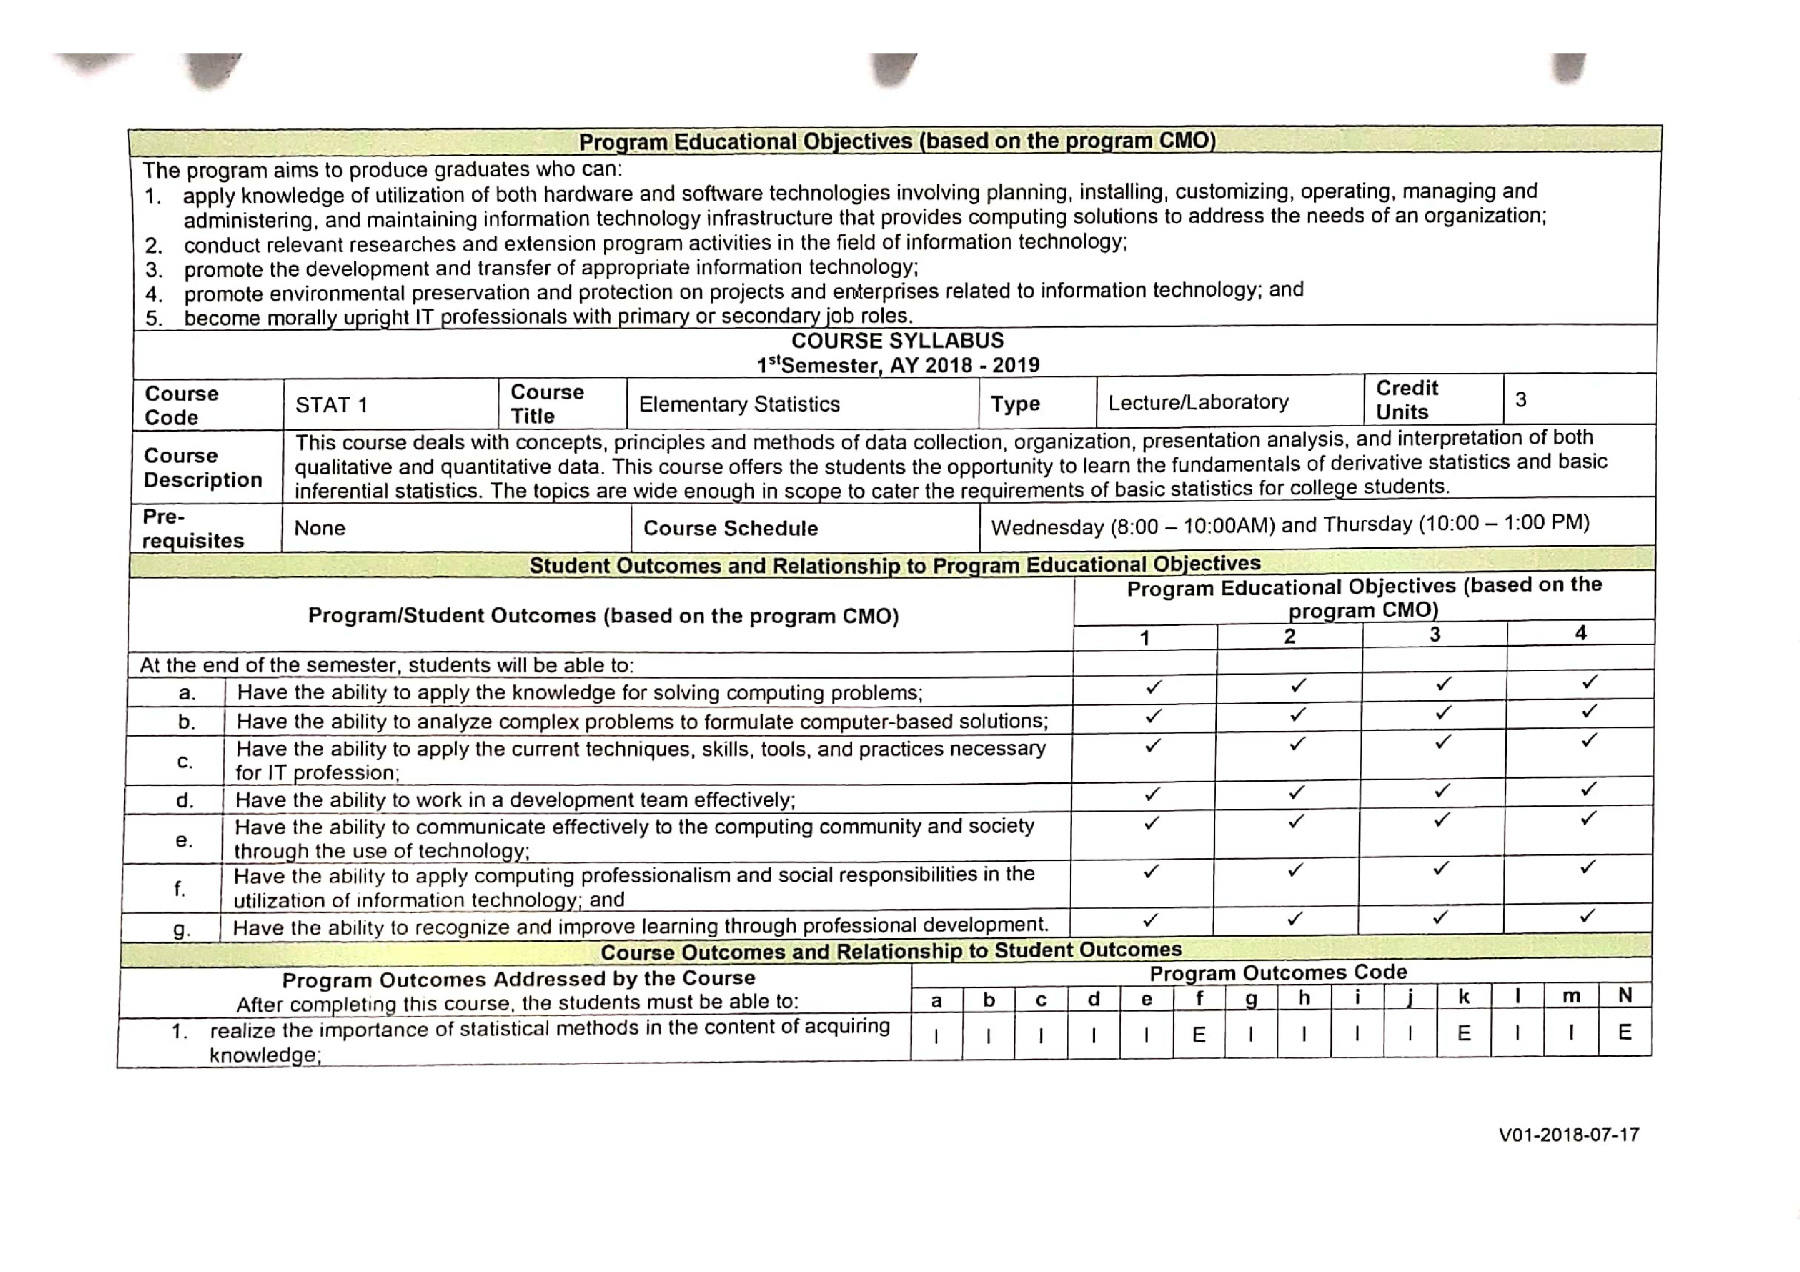 Program Educational Objectives (based on the program CMO)
The program aims to produce graduates who can:
1. apply knowledge of utilization of both hardware and software technologies involving planning, installing, customizing, operating, managing and
administering, and maintaining information technology infrastructure that provides computing solutions to address the needs of an organization;
2. conduct relevant researches and extension program activities in the field of information technology;
3. promote the development and transfer of appropriate information technology;
4. promote environmental preservation and protection on projects and enterprises related to information technology; and
5. become morally upright IT professionals with primary or secondary job roles.
COURSE SYLLABUS
1st Semester, AY 2018 - 2019
Course Code STAT 1 Course Title Elementary Statistics Type Lecture/Laboratory Credit Units 3
Course Description
This course deals with concepts, principles and methods of data collection, organization, presentation analysis, and interpretation of both
qualitative and quantitative data. This course offers the students the opportunity to learn the fundamentals of derivative statistics and basic
inferential statistics. The topics are wide enough in scope to cater the requirements of basic statistics for college students.
Pre-requisites None Course Schedule Wednesday (8:00 – 10:00AM) and Thursday (10:00 – 1:00 PM)
Student Outcomes and Relationship to Program Educational Objectives
Program/Student Outcomes (based on the program CMO)
Program Educational Objectives (based on the
program CMO)
1 2 3 4
At the end of the semester, students will be able to:
a. Have the ability to apply the knowledge for solving computing problems; ✓ ✓ ✓ ✓
b. Have the ability to analyze complex problems to formulate computer-based solutions; ✓ ✓ ✓ ✓
c. Have the ability to apply the current techniques, skills, tools, and practices necessary
for IT profession; ✓ ✓ ✓ ✓
d. Have the ability to work in a development team effectively; ✓ ✓ ✓ ✓
e. Have the ability to communicate effectively to the computing community and society
through the use of technology; ✓ ✓ ✓ ✓
f. Have the ability to apply computing professionalism and social responsibilities in the
utilization of information technology; and ✓ ✓ ✓ ✓
g. Have the ability to recognize and improve learning through professional development. ✓ ✓ ✓ ✓
Course Outcomes and Relationship to Student Outcomes
Program Outcomes Addressed by the Course
After completing this course, the students must be able to:
Program Outcomes Code
a b c d e f g h i j k l m N
1. realize the importance of statistical methods in the content of acquiring
knowledge;
I I I I I E I I I I E I I E
V01-2018-07-17